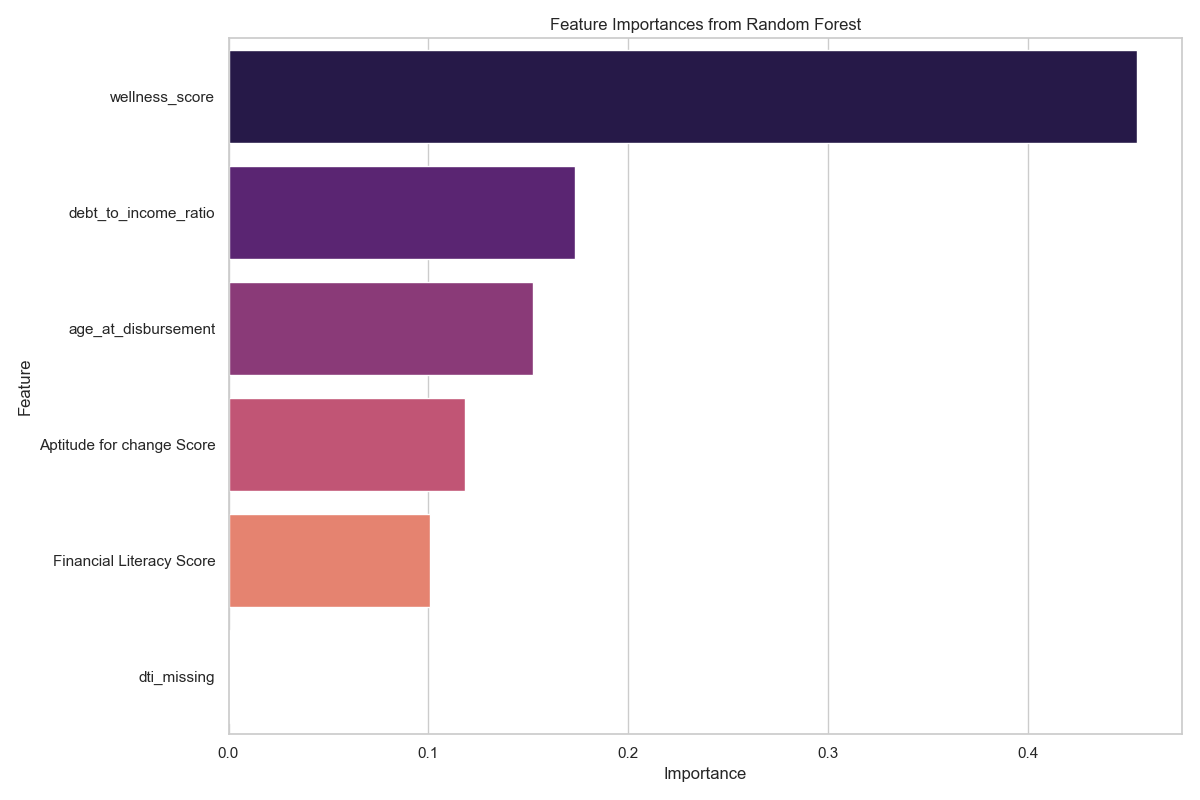 Feature Importances from Random Forest
wellness_score
debt_to_income_ratio
age_at_disbursement
Aptitude for change Score
Financial Literacy Score
dti_missing
Feature
0.0 0.1 0.2 0.3 0.4
Importance